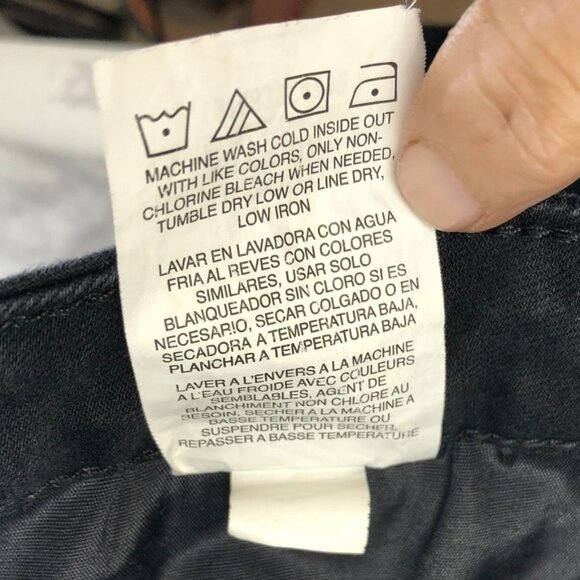 MACHINE WASH COLD INSIDE OUT
WITH LIKE COLORS, ONLY NON-
CHLORINE BLEACH WHEN NEEDED,
TUMBLE DRY LOW OR LINE DRY,
LOW IRON
LAVAR EN LAVADORA CON AGUA
FRIA AL REVES CON COLORES
SIMILARES, USAR SOLO
BLANQUEADOR SIN CLORO SI ES
NECESARIO, SECAR COLGADO O EN
SECADORA A TEMPERATURA BAJA,
PLANCHAR A TEMPERATURA BAJA
LAVER A L'ENVERS A LA MACHINE
A L'EAU FROIDE AVEC COULEURS
SEMBLABLES, AGENT DE
BLANCHIMENT NON CHLORE AU
BESOIN, SECHER A LA MACHINE A
BASSE TEMPERATURE OU
SUSPENDRE POUR SECHER,
REPASSER A BASSE TEMPERATURE